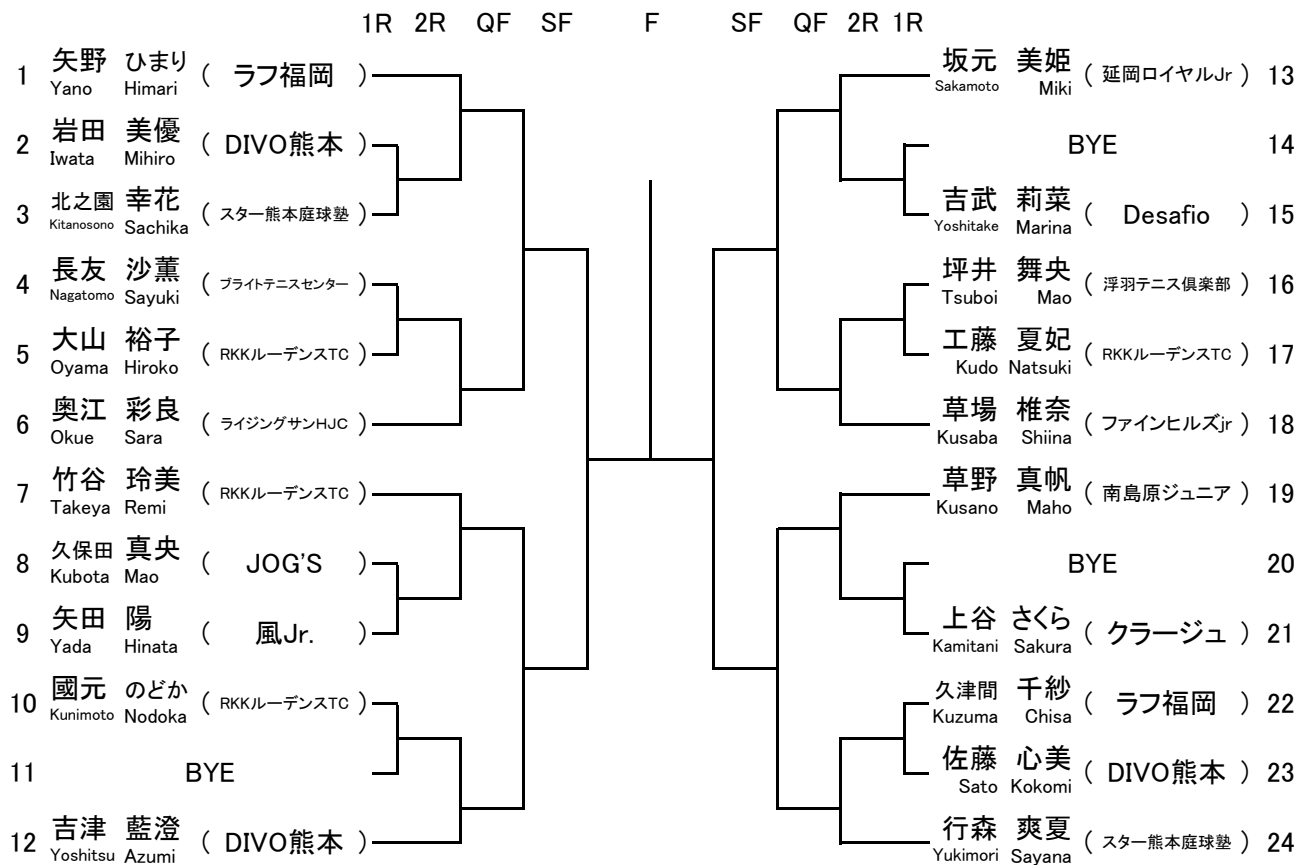 1R 2R QF SF F SF QF 2R 1R
1 矢野 ひまり ( ラフ福岡 )
Yano Himari
2 岩田 美優 ( DIVO熊本 )
Iwata Mihiro
3 北之園 幸花 ( スター熊本庭球塾 )
Kitanosono Sachika
4 長友 沙薫 ( ブライトテニスセンター )
Nagatomo Sayuki
5 大山 裕子 ( RKKルーデンスTC )
Oyama Hiroko
6 奥江 彩良 ( ライジングサンHJC )
Okue Sara
7 竹谷 玲美 ( RKKルーデンスTC )
Takeya Remi
8 久保田 真央 ( JOG'S )
Kubota Mao
9 矢田 陽 ( 風Jr. )
Yada Hinata
10 國元 のどか ( RKKルーデンスTC )
Kunimoto Nodoka
11 BYE
12 吉津 藍澄 ( DIVO熊本 )
Yoshitsu Azumi
坂元 美姫 ( 延岡ロイヤルJr ) 13
Sakamoto Miki
BYE 14
吉武 莉菜 ( Desafio ) 15
Yoshitake Marina
坪井 舞央 ( 浮羽テニス倶楽部 ) 16
Tsuboi Mao
工藤 夏妃 ( RKKルーデンスTC ) 17
Kudo Natsuki
草場 椎奈 ( ファインヒルズjr ) 18
Kusaba Shiina
草野 真帆 ( 南島原ジュニア ) 19
Kusano Maho
BYE 20
上谷 さくら ( クラージュ ) 21
Kamitani Sakura
久津間 千紗 ( ラフ福岡 ) 22
Kuzuma Chisa
佐藤 心美 ( DIVO熊本 ) 23
Sato Kokomi
行森 爽夏 ( スター熊本庭球塾 ) 24
Yukimori Sayana